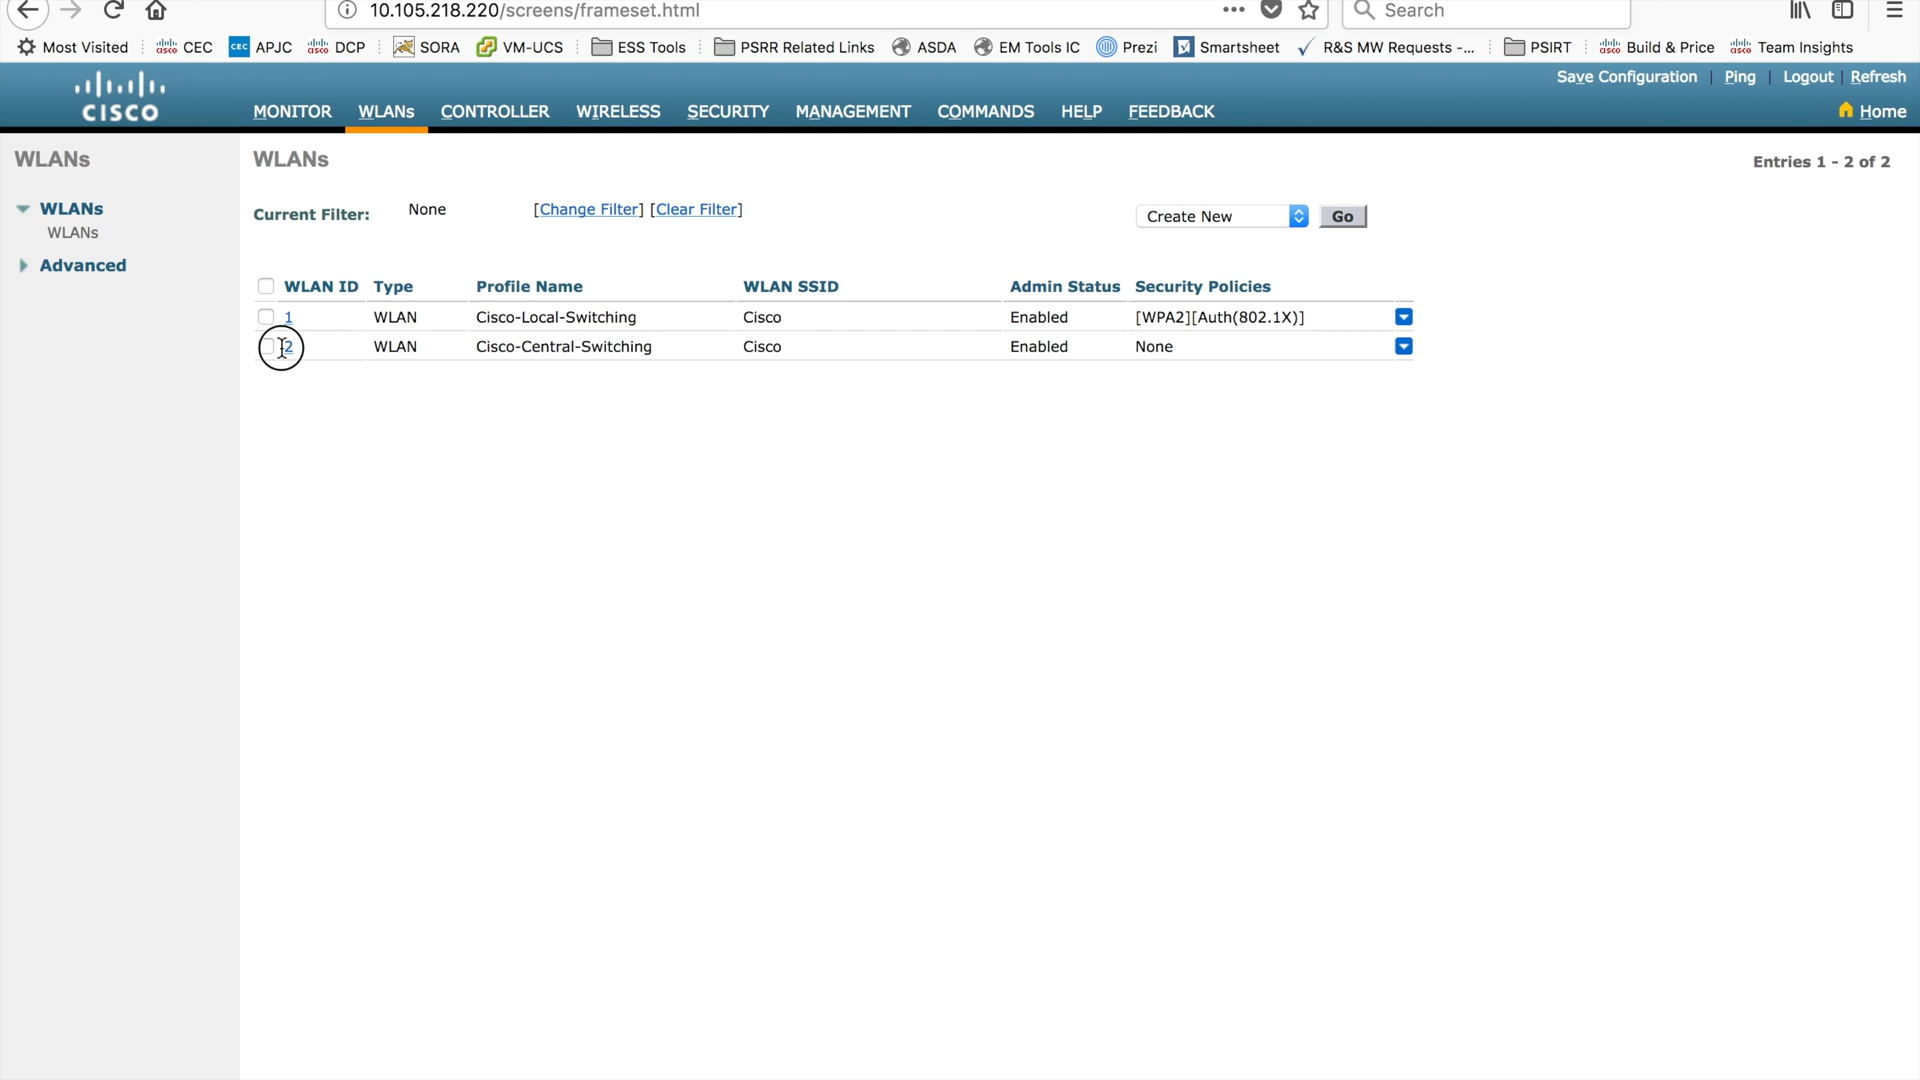 10.105.218.220/screens/frameset.html Search
Most Visited CEC APJC DCP SORA VM-UCS ESS Tools PSRR Related Links ASDA EM Tools IC Prezi Smartsheet R&S MW Requests -... PSIRT Build & Price Team Insights
Save Configuration | Ping | Logout | Refresh
CISCO MONITOR WLANs CONTROLLER WIRELESS SECURITY MANAGEMENT COMMANDS HELP FEEDBACK Home
WLANs WLANs Entries 1 - 2 of 2
WLANs
WLANs
Advanced
Current Filter: None [Change Filter] [Clear Filter] Create New Go
WLAN ID Type Profile Name WLAN SSID Admin Status Security Policies
1 WLAN Cisco-Local-Switching Cisco Enabled [WPA2][Auth(802.1X)]
2 WLAN Cisco-Central-Switching Cisco Enabled None